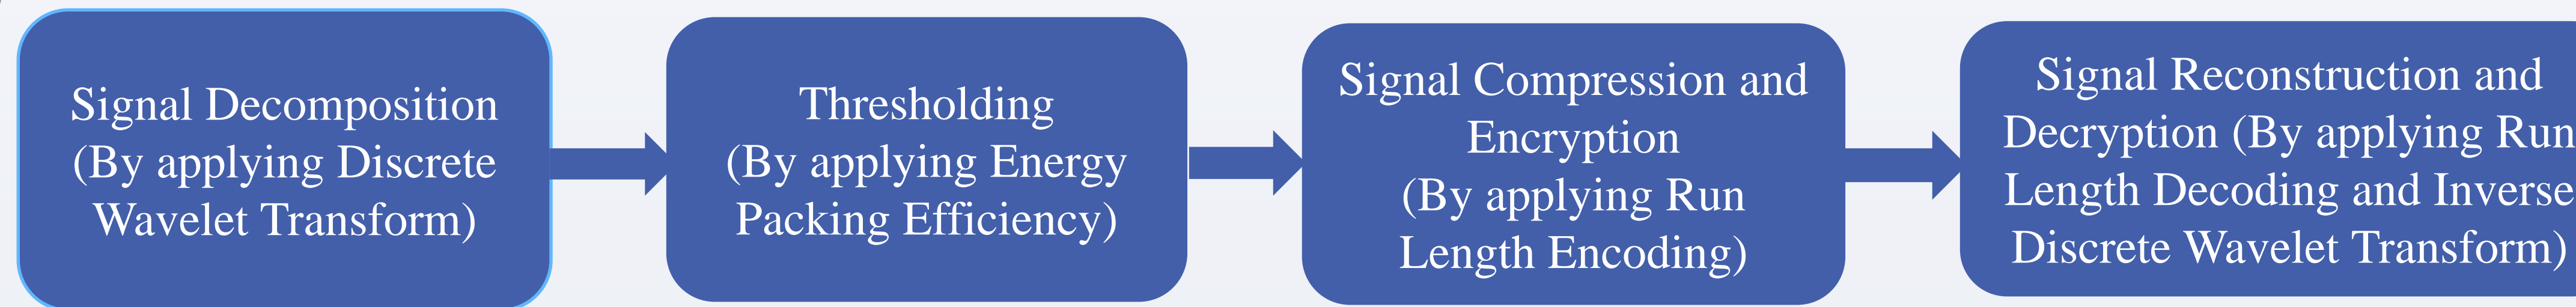 Signal Decomposition
(By applying Discrete
Wavelet Transform)
Thresholding
(By applying Energy
Packing Efficiency)
Signal Compression and
Encryption
(By applying Run
Length Encoding)
Signal Reconstruction and
Decryption (By applying Run
Length Decoding and Inverse
Discrete Wavelet Transform)